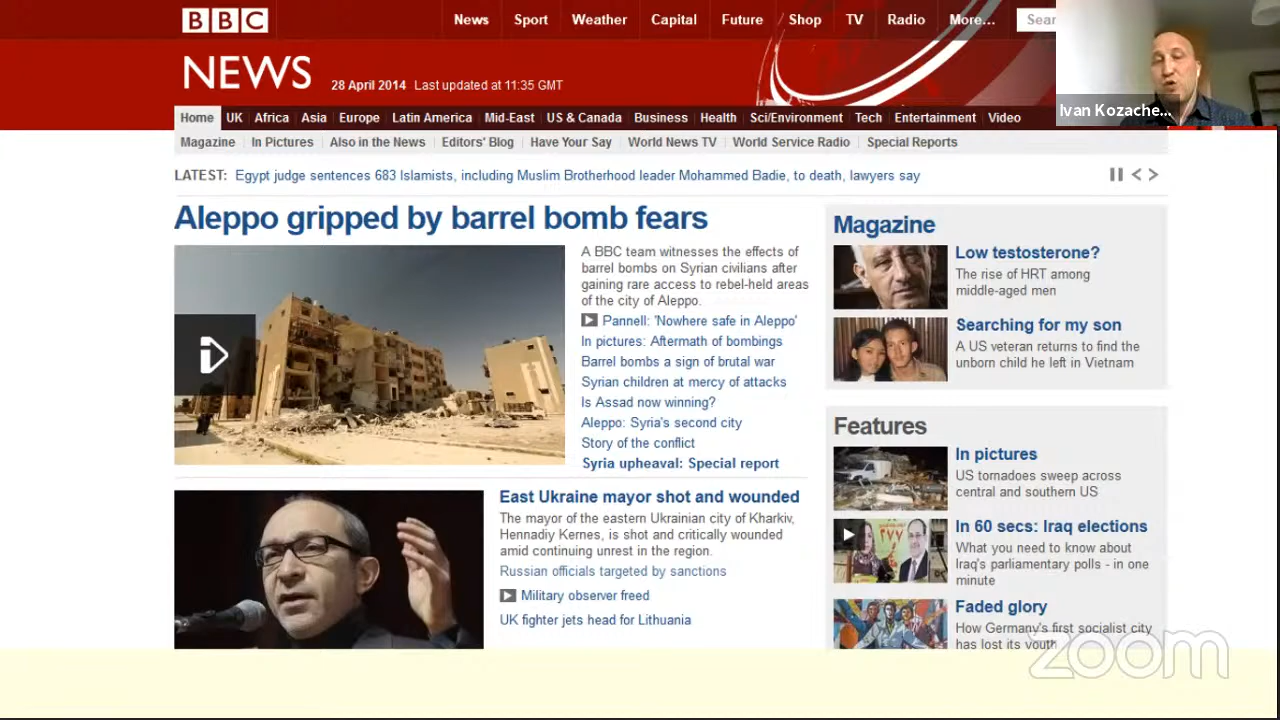 BBC
News Sport Weather Capital Future Shop TV Radio More... Sear
NEWS 28 April 2014 Last updated at 11:35 GMT
Ivan Kozache...
Home UK Africa Asia Europe Latin America Mid-East US & Canada Business Health Sci/Environment Tech Entertainment Video
Magazine In Pictures Also in the News Editors' Blog Have Your Say World News TV World Service Radio Special Reports
LATEST: Egypt judge sentences 683 Islamists, including Muslim Brotherhood leader Mohammed Badie, to death, lawyers say
Aleppo gripped by barrel bomb fears
A BBC team witnesses the effects of
barrel bombs on Syrian civilians after
gaining rare access to rebel-held areas
of the city of Aleppo.
Pannell: 'Nowhere safe in Aleppo'
In pictures: Aftermath of bombings
Barrel bombs a sign of brutal war
Syrian children at mercy of attacks
Is Assad now winning?
Aleppo: Syria's second city
Story of the conflict
Syria upheaval: Special report
East Ukraine mayor shot and wounded
The mayor of the eastern Ukrainian city of Kharkiv,
Hennadiy Kernes, is shot and critically wounded
amid continuing unrest in the region.
Russian officials targeted by sanctions
Military observer freed
UK fighter jets head for Lithuania
Magazine
Low testosterone?
The rise of HRT among
middle-aged men
Searching for my son
A US veteran returns to find the
unborn child he left in Vietnam
Features
In pictures
US tornadoes sweep across
central and southern US
٢٧٧
In 60 secs: Iraq elections
What you need to know about
Iraq's parliamentary polls - in one
minute
Faded glory
How Germany's first socialist city
has lost its youth
zoom